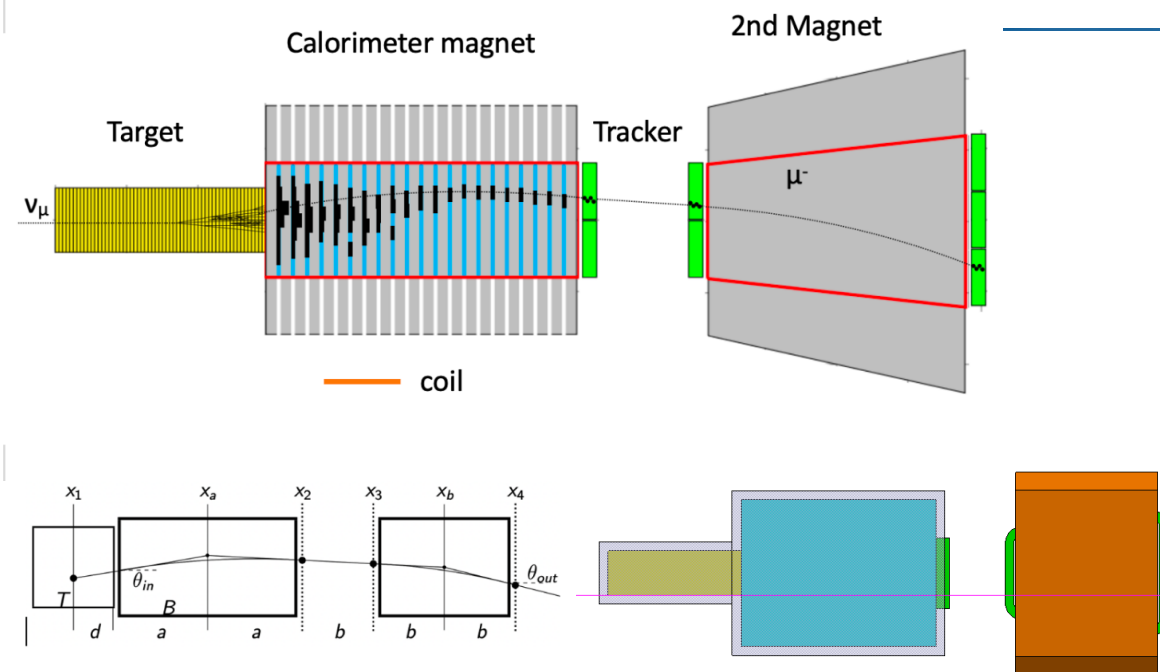 Calorimeter magnet
2nd Magnet
Target
Tracker
νμ
μ-
coil
x1 xa x2 x3 xb x4
θin
θout
T
B
d a a b b b